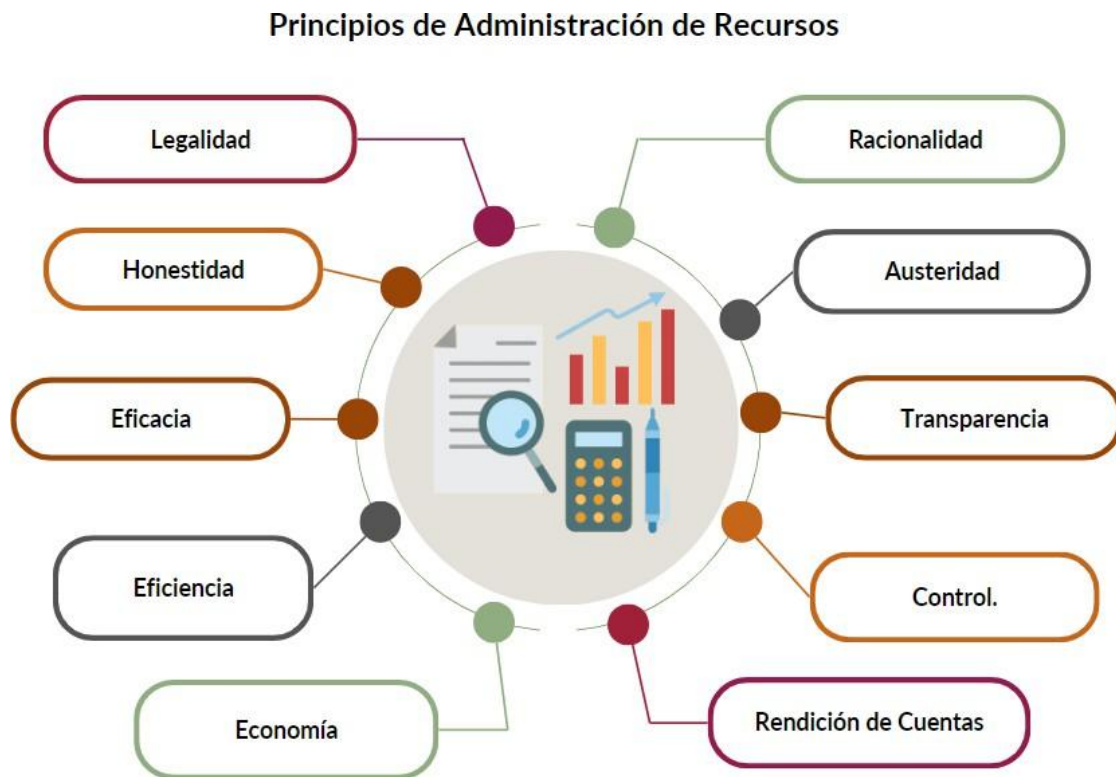 Principios de Administración de Recursos
Legalidad
Honestidad
Eficacia
Eficiencia
Economía
Racionalidad
Austeridad
Transparencia
Control.
Rendición de Cuentas